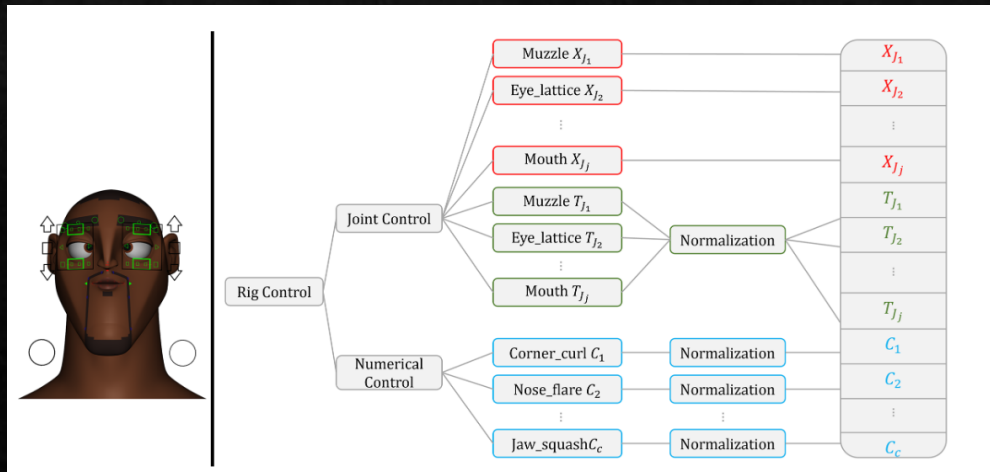 Rig Control
Joint Control
Numerical
Control
Muzzle X_{J_1}
Eye_lattice X_{J_2}
⋮
Mouth X_{J_j}
Muzzle T_{J_1}
Eye_lattice T_{J_2}
⋮
Mouth T_{J_j}
Normalization
Corner_curl C_1
Normalization
Nose_flare C_2
Normalization
⋮
⋮
Jaw_squashC_c
Normalization
X_{J_1}
X_{J_2}
⋮
X_{J_j}
T_{J_1}
T_{J_2}
⋮
T_{J_j}
C_1
C_2
⋮
C_c